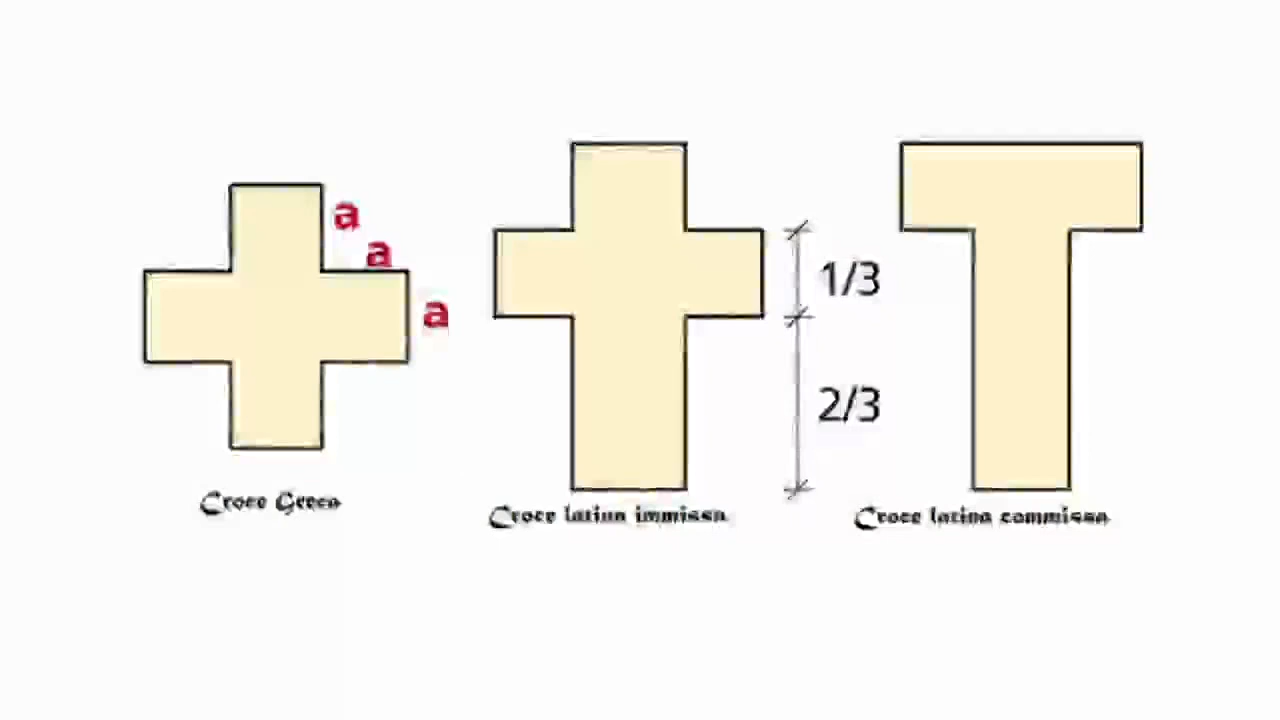 a
a
a
1/3
2/3
Croce Greca
Croce latina immissa
Croce latina commissa